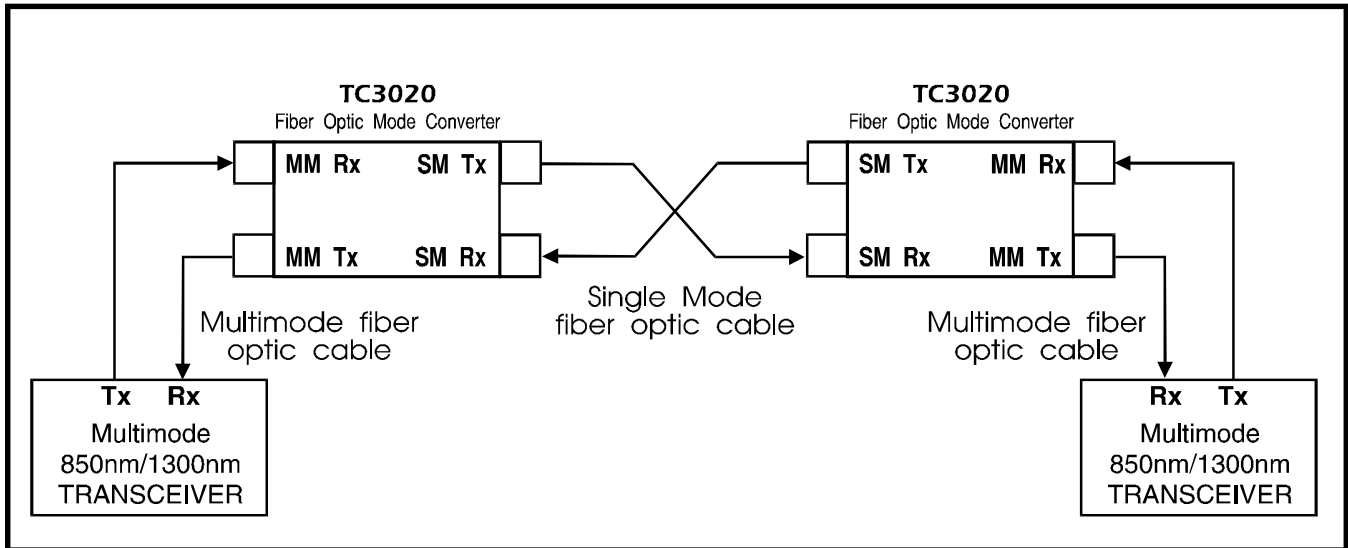 TC3020
Fiber Optic Mode Converter
MM Rx SM Tx
MM Tx SM Rx
TC3020
Fiber Optic Mode Converter
SM Tx MM Rx
SM Rx MM Tx
Multimode fiber
optic cable
Single Mode
fiber optic cable
Multimode fiber
optic cable
Tx Rx
Multimode
850nm/1300nm
TRANSCEIVER
Rx Tx
Multimode
850nm/1300nm
TRANSCEIVER